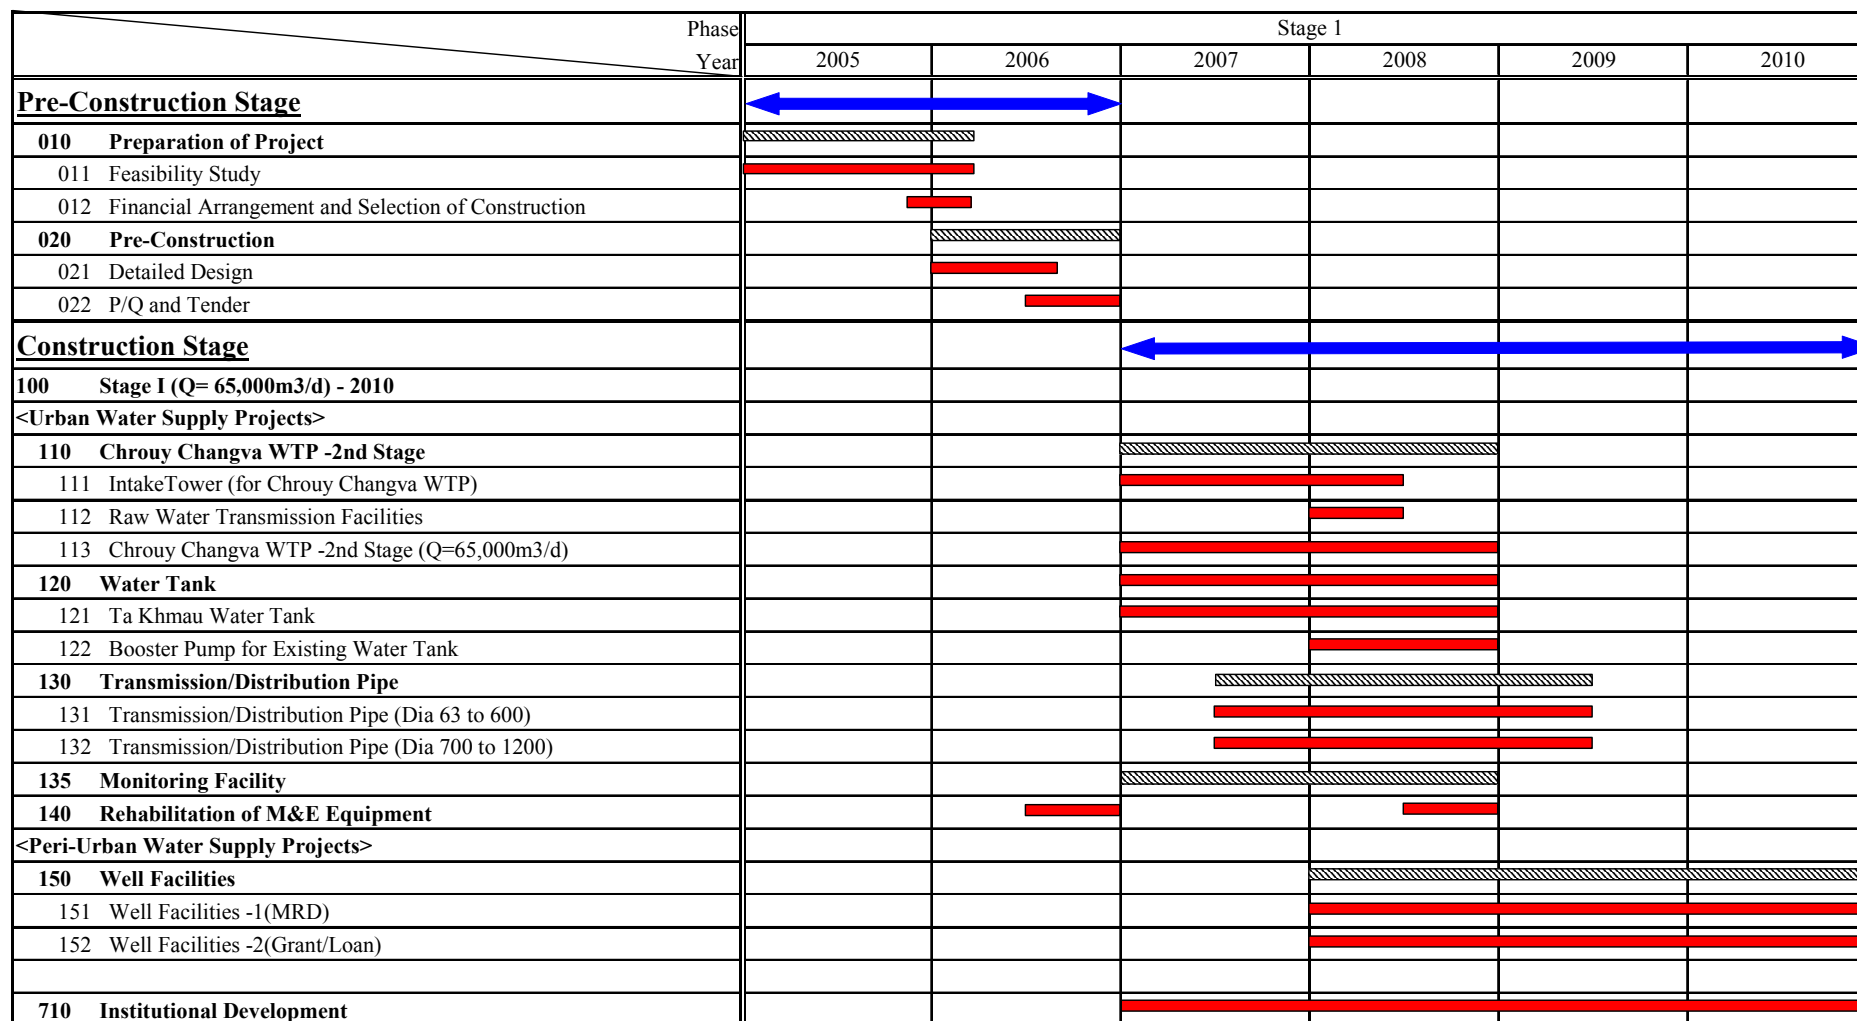 Phase
Stage 1
Year
2005 2006 2007 2008 2009 2010
Pre-Construction Stage
010 Preparation of Project
011 Feasibility Study
012 Financial Arrangement and Selection of Construction
020 Pre-Construction
021 Detailed Design
022 P/Q and Tender
Construction Stage
100 Stage I (Q= 65,000m3/d) - 2010
<Urban Water Supply Projects>
110 Chrouy Changva WTP -2nd Stage
111 IntakeTower (for Chrouy Changva WTP)
112 Raw Water Transmission Facilities
113 Chrouy Changva WTP -2nd Stage (Q=65,000m3/d)
120 Water Tank
121 Ta Khmau Water Tank
122 Booster Pump for Existing Water Tank
130 Transmission/Distribution Pipe
131 Transmission/Distribution Pipe (Dia 63 to 600)
132 Transmission/Distribution Pipe (Dia 700 to 1200)
135 Monitoring Facility
140 Rehabilitation of M&E Equipment
<Peri-Urban Water Supply Projects>
150 Well Facilities
151 Well Facilities -1(MRD)
152 Well Facilities -2(Grant/Loan)
710 Institutional Development